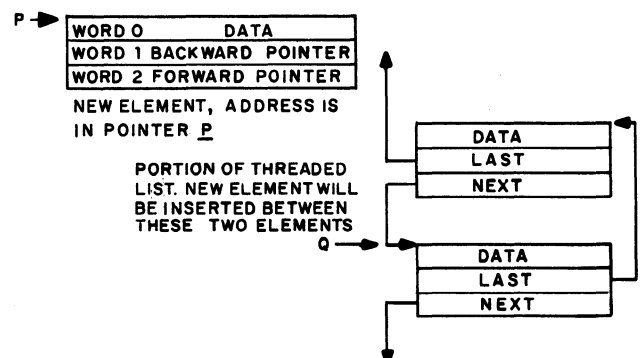 P
WORD 0 DATA
WORD 1 BACKWARD POINTER
WORD 2 FORWARD POINTER
NEW ELEMENT, ADDRESS IS
IN POINTER P
DATA
LAST
NEXT
PORTION OF THREADED
LIST. NEW ELEMENT WILL
BE INSERTED BETWEEN
THESE TWO ELEMENTS
Q
DATA
LAST
NEXT